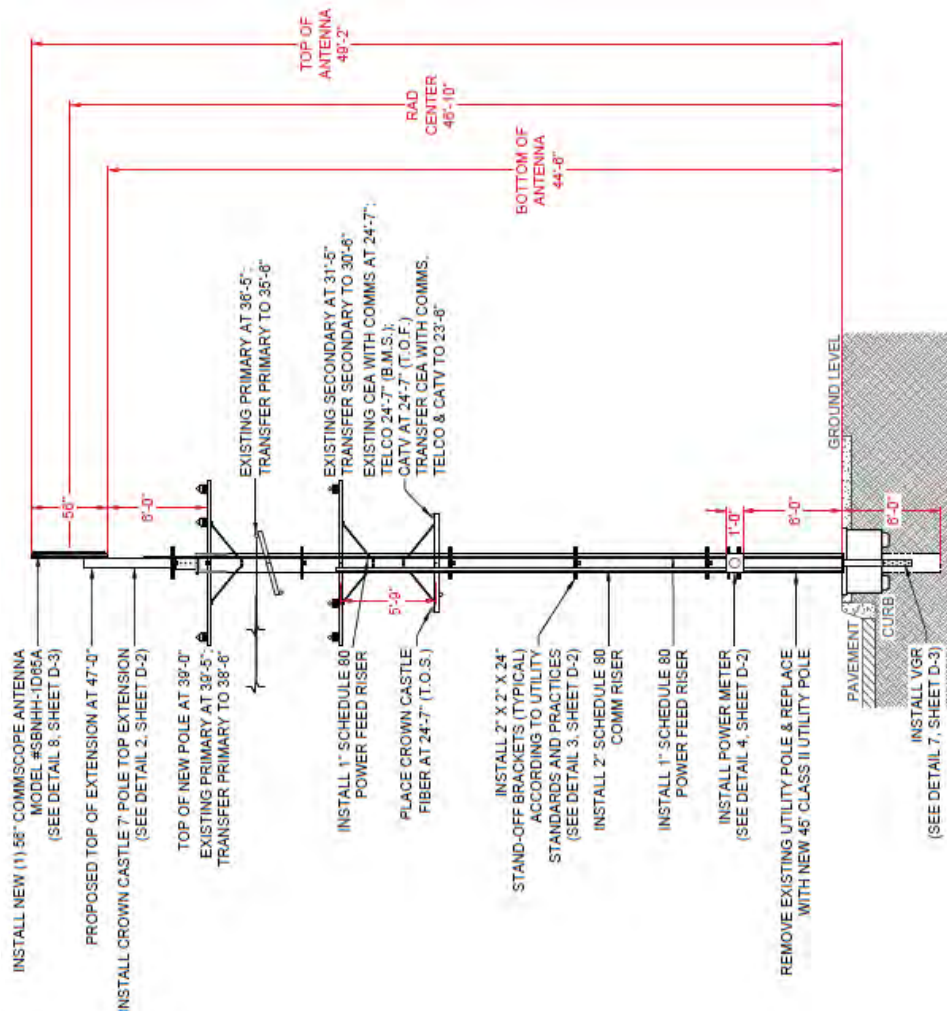 INSTALL NEW (1) 56" COMMSCOPE ANTENNA
MODEL #SBNHH-1D65A
(SEE DETAIL 8, SHEET D-3)
PROPOSED TOP OF EXTENSION AT 47'-0"
INSTALL CROWN CASTLE 7' POLE TOP EXTENSION
(SEE DETAIL 2, SHEET D-2)
TOP OF NEW POLE AT 39'-0"
EXISTING PRIMARY AT 39'-5";
TRANSFER PRIMARY TO 38'-6"
INSTALL 1" SCHEDULE 80
POWER FEED RISER
PLACE CROWN CASTLE
FIBER AT 24'-7" (T.O.S.)
INSTALL 2" X 2" X 24"
STAND-OFF BRACKETS (TYPICAL)
ACCORDING TO UTILITY
STANDARDS AND PRACTICES
(SEE DETAIL 3, SHEET D-2)
INSTALL 2" SCHEDULE 80
COMM RISER
INSTALL 1" SCHEDULE 80
POWER FEED RISER
INSTALL POWER METER
(SEE DETAIL 4, SHEET D-2)
REMOVE EXISTING UTILITY POLE & REPLACE
WITH NEW 45' CLASS II UTILITY POLE
PAVEMENT
CURB
INSTALL VGR
(SEE DETAIL 7, SHEET D-3)
56"
6'-0"
5'-9"
1'-0"
6'-0"
6'-0"
EXISTING PRIMARY AT 36'-5";
TRANSFER PRIMARY TO 35'-6"
EXISTING SECONDARY AT 31'-5"
TRANSFER SECONDARY TO 30'-6"
EXISTING CEA WITH COMMS AT 24'-7";
TELCO 24'-7" (B.M.S.);
CATV AT 24'-7" (T.O.F.)
TRANSFER CEA WITH COMMS,
TELCO & CATV TO 23'-6"
GROUND LEVEL
BOTTOM OF
ANTENNA
44'-6"
RAD
CENTER
46'-10"
TOP OF
ANTENNA
49'-2"